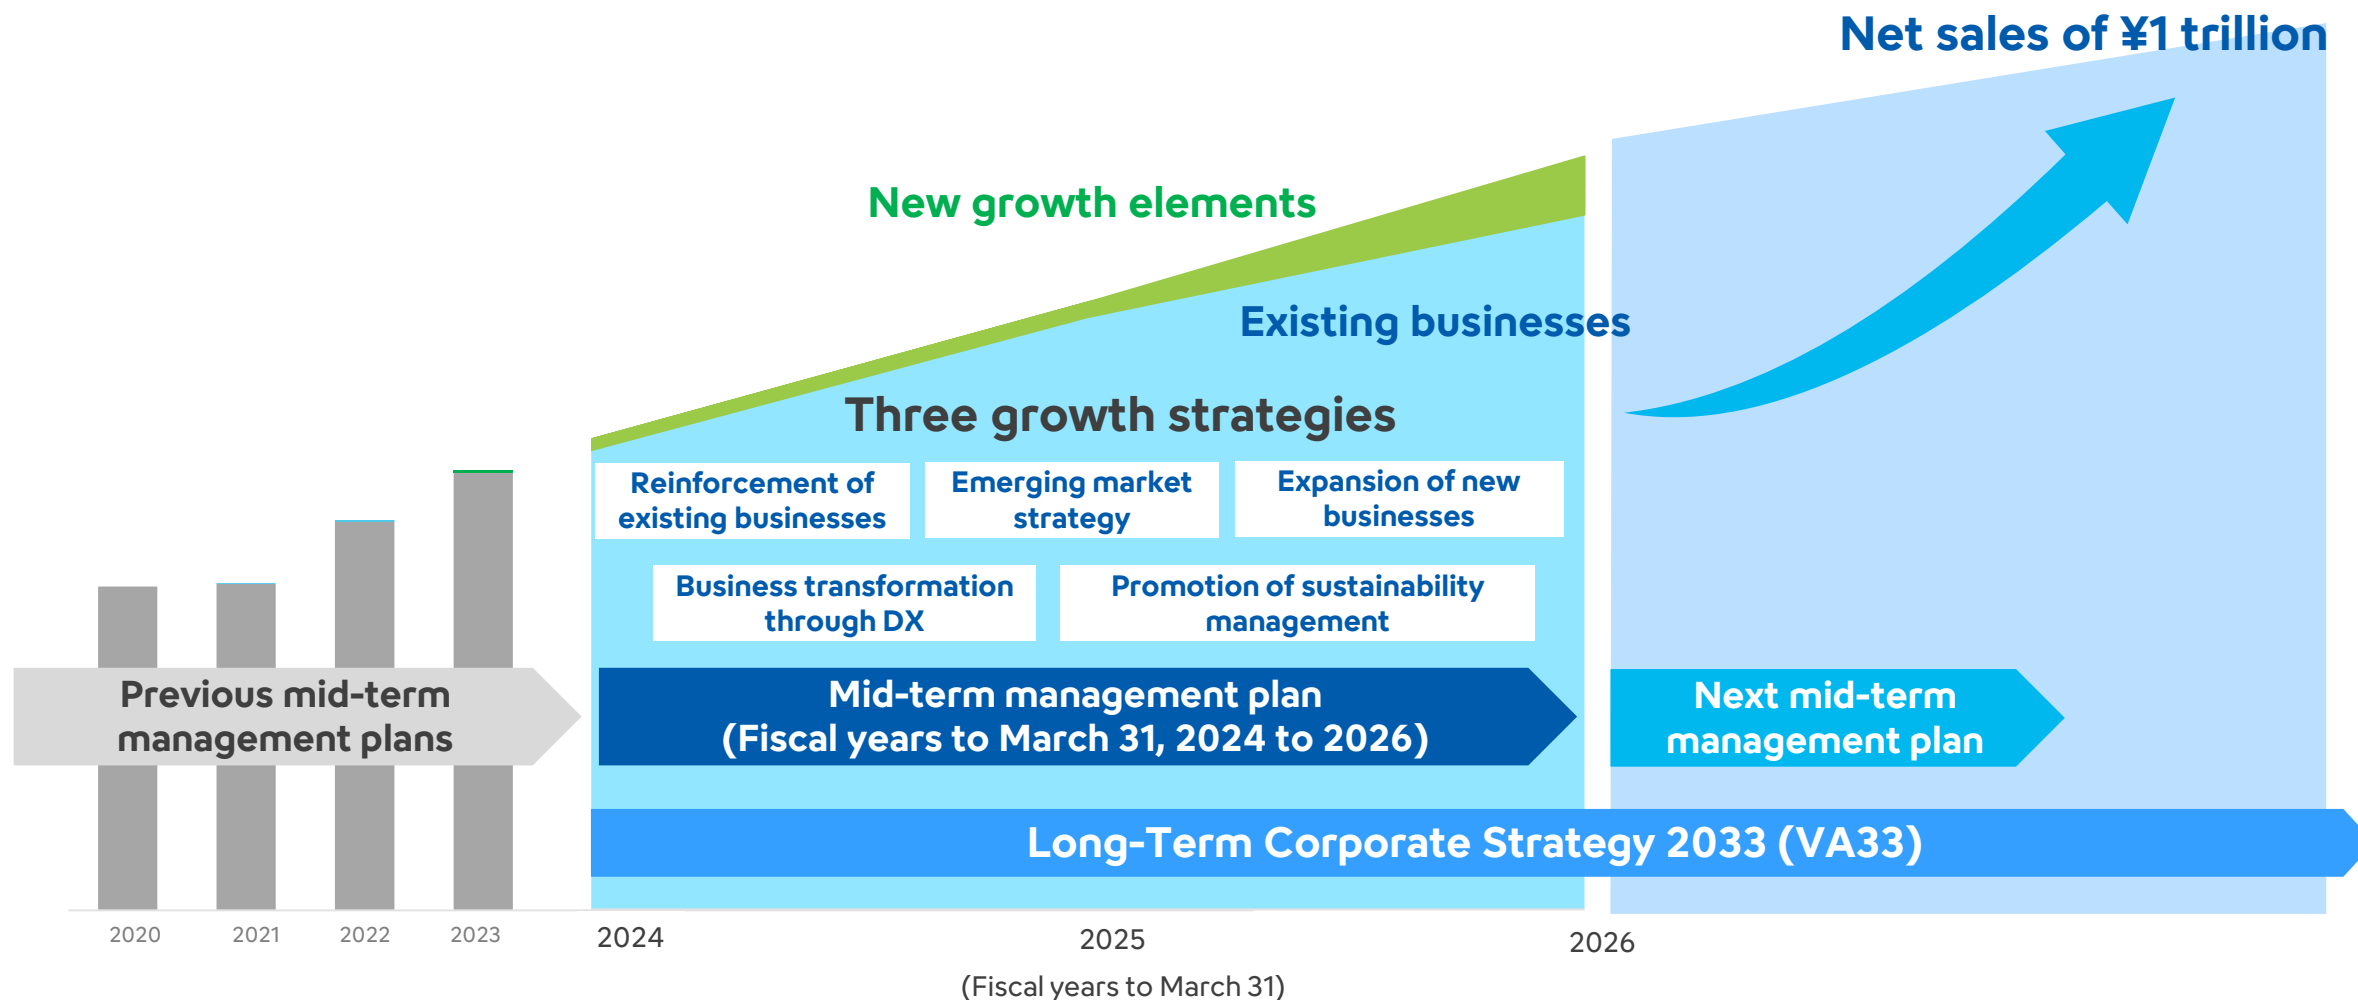 Net sales of ¥1 trillion
New growth elements
Existing businesses
Three growth strategies
Reinforcement of
existing businesses
Emerging market
strategy
Expansion of new
businesses
Business transformation
through DX
Promotion of sustainability
management
Previous mid-term
management plans
Mid-term management plan
(Fiscal years to March 31, 2024 to 2026)
Next mid-term
management plan
Long-Term Corporate Strategy 2033 (VA33)
2020 2021 2022 2023 2024 2025 2026
(Fiscal years to March 31)